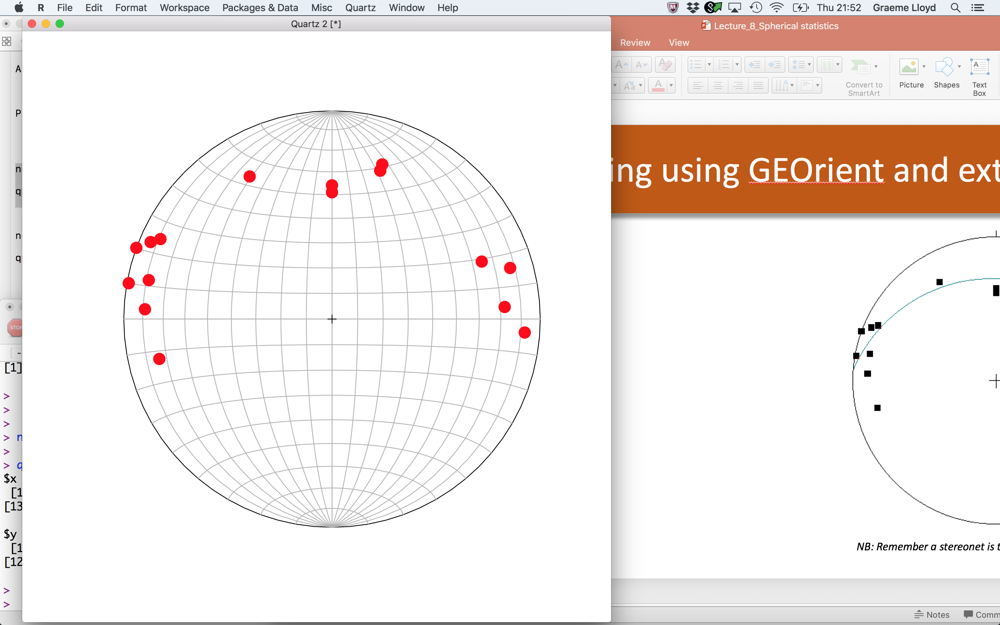 R File Edit Format Workspace Packages & Data Misc Quartz Window Help Thu 21:52 Graeme Lloyd
Quartz 2 [*]
Lecture_8_Spherical statistics
Review View
Convert to SmartArt
Picture
Shapes
Text Box
ing using GEOrient and ext
NB: Remember a stereonet is t
Notes
Comm
A
P
n
q
n
q
STOP
~
[1]
>
>
>
> n
>
> q
$x
[1
[13
$y
[1
[12
>
>